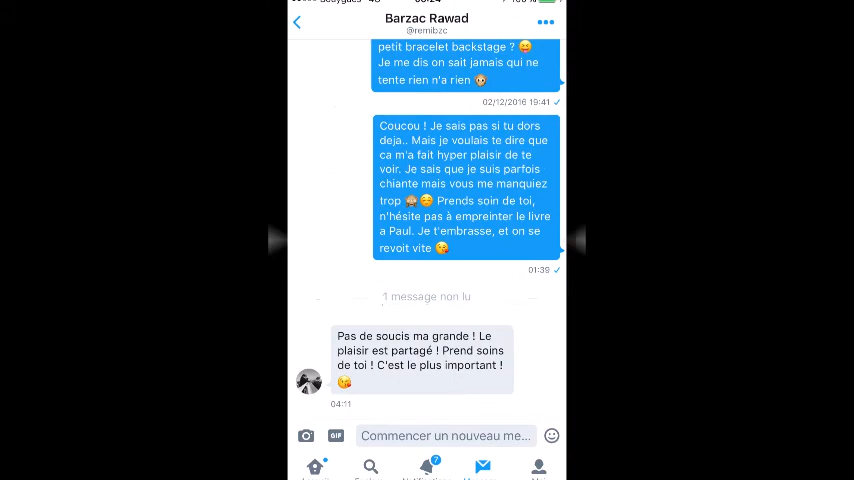 Barzac Rawad
@remibzc
petit bracelet backstage ? 😝
Je me dis on sait jamais qui ne
tente rien n'a rien 🙊
02/12/2016 19:41 ✓
Coucou ! Je sais pas si tu dors
deja.. Mais je voulais te dire que
ca m'a fait hyper plaisir de te
voir. Je sais que je suis parfois
chiante mais vous me manquiez
trop 🙈☺️ Prends soin de toi,
n'hésite pas à empreinter le livre
a Paul. Je t'embrasse, et on se
revoit vite 😘
01:39 ✓
1 message non lu
Pas de soucis ma grande ! Le
plaisir est partagé ! Prend soins
de toi ! C'est le plus important !
😘
04:11
GIF
Commencer un nouveau me...
7